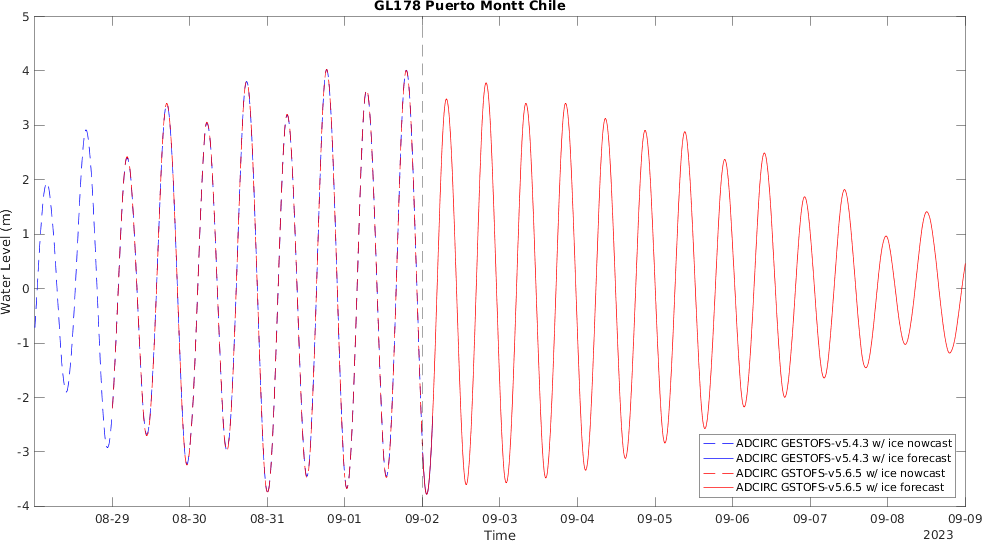 GL178 Puerto Montt Chile
5
4
3
2
1
0
-1
-2
-3
-4
Water Level (m)
ADCIRC GESTOFS-v5.4.3 w/ ice nowcast
ADCIRC GESTOFS-v5.4.3 w/ ice forecast
ADCIRC GSTOFS-v5.6.5 w/ ice nowcast
ADCIRC GSTOFS-v5.6.5 w/ ice forecast
08-29 08-30 08-31 09-01 09-02 09-03 09-04 09-05 09-06 09-07 09-08 09-09
Time
2023